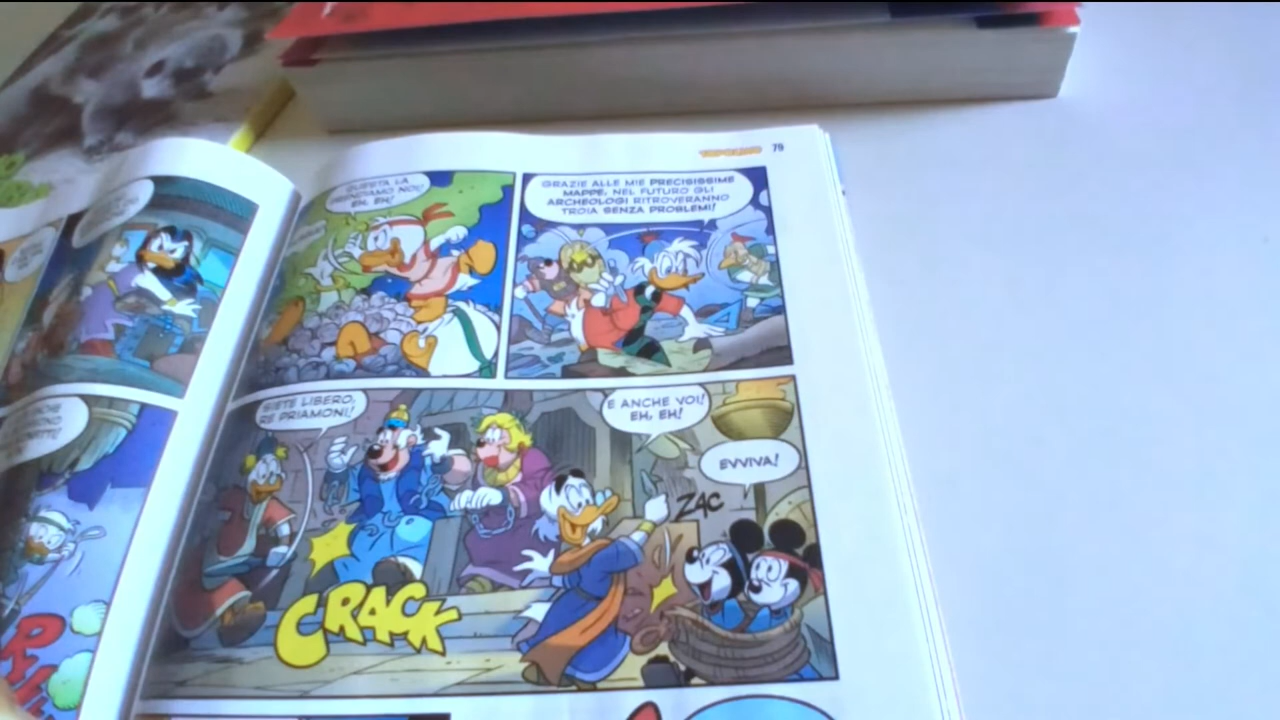 TOPOLINO 79
QUESTA LA
PRENDIAMO NOI!
EH, EH!
GRAZIE ALLE MIE PRECISISSIME
MAPPE, NEL FUTURO GLI
ARCHEOLOGI RITROVERANNO
TROIA SENZA PROBLEMI!
SIETE LIBERO,
RE PRIAMONI!
E ANCHE VOI!
EH, EH!
EVVIVA!
ZAC
CRACK